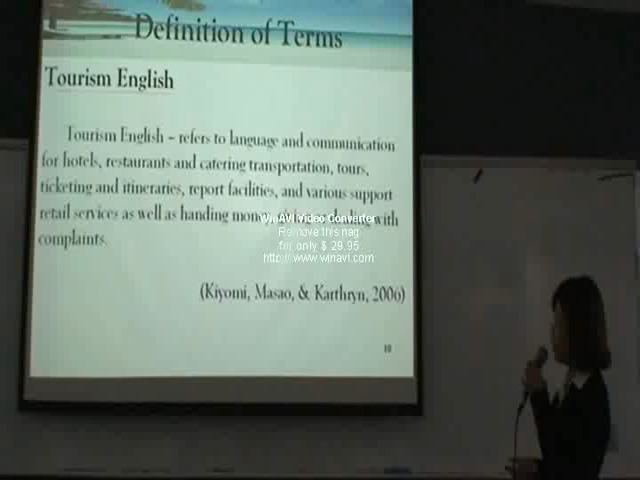 Definition of Terms
Tourism English
Tourism English – refers to language and communication
for hotels, restaurants and catering transportation, tours,
ticketing and itineraries, report facilities, and various support
retail services as well as handing with
complaints.
WinAVI Video Converter
Remove this nag
for only $ 29.95
http://www.winavi.com
(Kiyomi, Masao, & Karthryn, 2006)
10